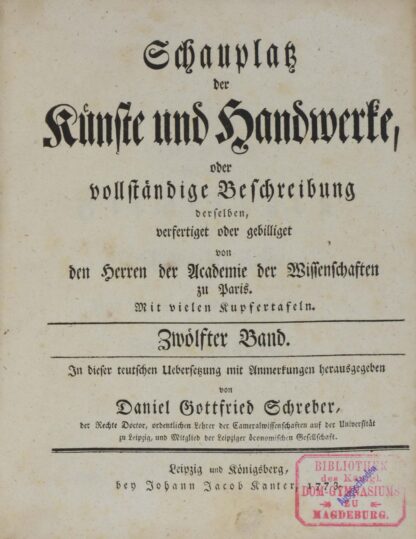 Schauplatz
der
Künste und Handwerke,
oder
vollständige Beschreibung
derselben,
verfertiget oder gebilliget
von
den Herren der Academie der Wissenschaften
zu Paris.
Mit vielen Kupfertafeln.
Zwölfter Band.
In dieser teutschen Uebersetzung mit Anmerkungen herausgegeben
von
Daniel Gottfried Schreber,
der Rechte Doctor, ordentlichen Lehrer der Cameralwissenschaften auf der Universität
zu Leipzig, und Mitglied der Leipziger öconomischen Gesellschaft.
Leipzig und Königsberg,
bey Johann Jacob Kanter, 1773.
BIBLIOTHEK
des Königl.
DOM-GYMNASIUMS
ZU
MAGDEBURG.